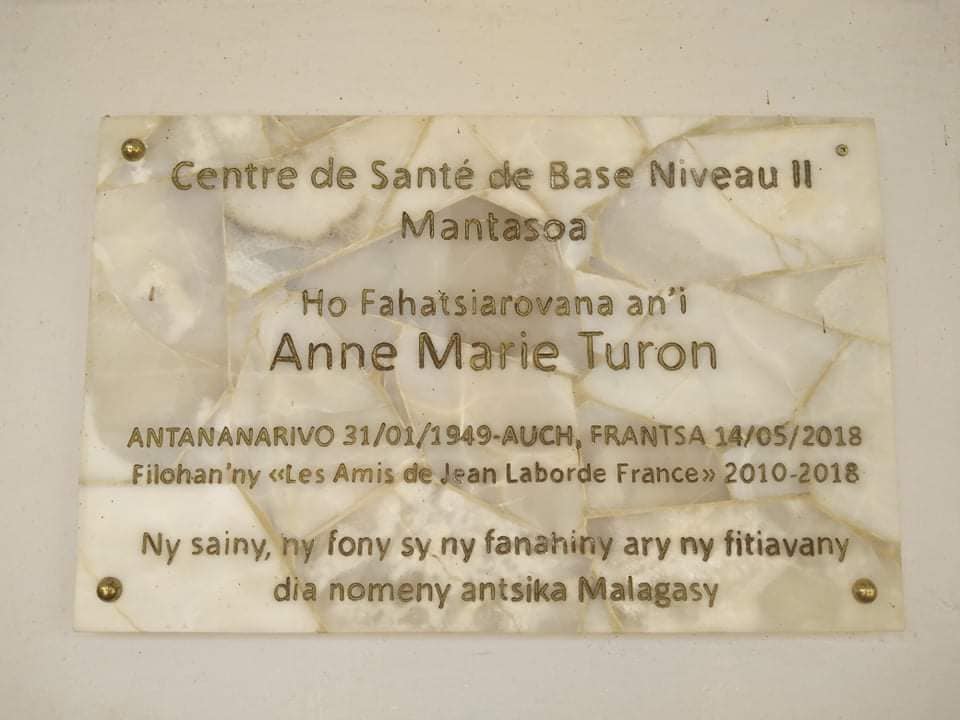 Centre de Santé de Base Niveau II
Mantasoa
Ho Fahatsiarovana an'i
Anne Marie Turon
ANTANANARIVO 31/01/1949-AUCH, FRANTSA 14/05/2018
Filohan'ny «Les Amis de Jean Laborde France» 2010-2018
Ny sainy, ny fony sy ny fanahiny ary ny fitiavany
dia nomeny antsika Malagasy